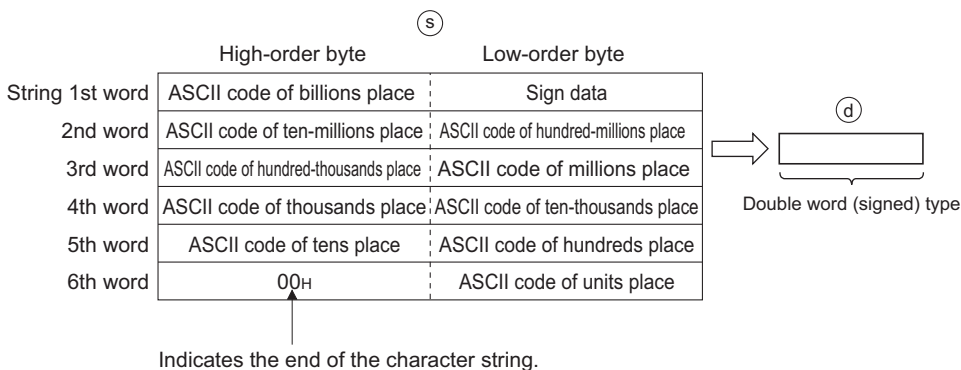 s
High-order byte Low-order byte
String 1st word ASCII code of billions place Sign data
2nd word ASCII code of ten-millions place ASCII code of hundred-millions place
d
3rd word ASCII code of hundred-thousands place ASCII code of millions place
4th word ASCII code of thousands place ASCII code of ten-thousands place
Double word (signed) type
5th word ASCII code of tens place ASCII code of hundreds place
6th word 00H ASCII code of units place
Indicates the end of the character string.